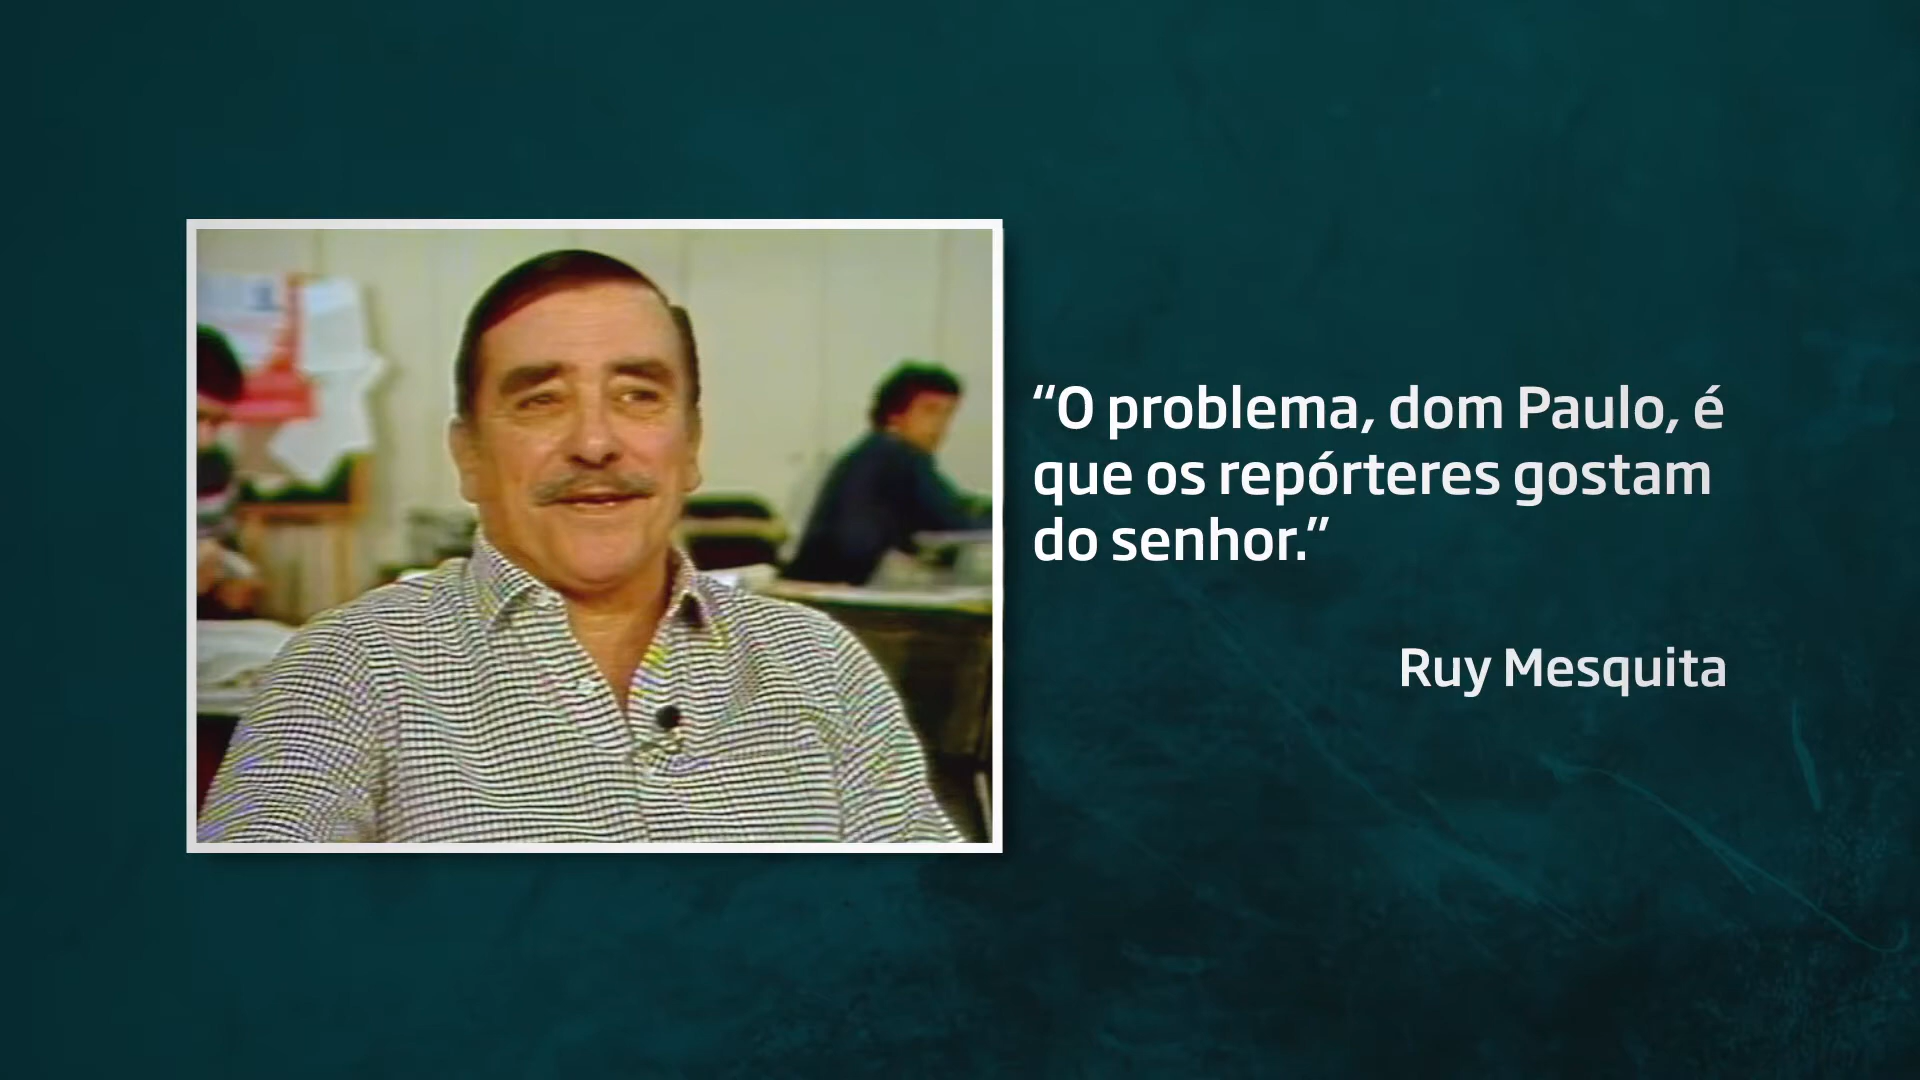 “O problema, dom Paulo, é
que os repórteres gostam
do senhor.”
Ruy Mesquita